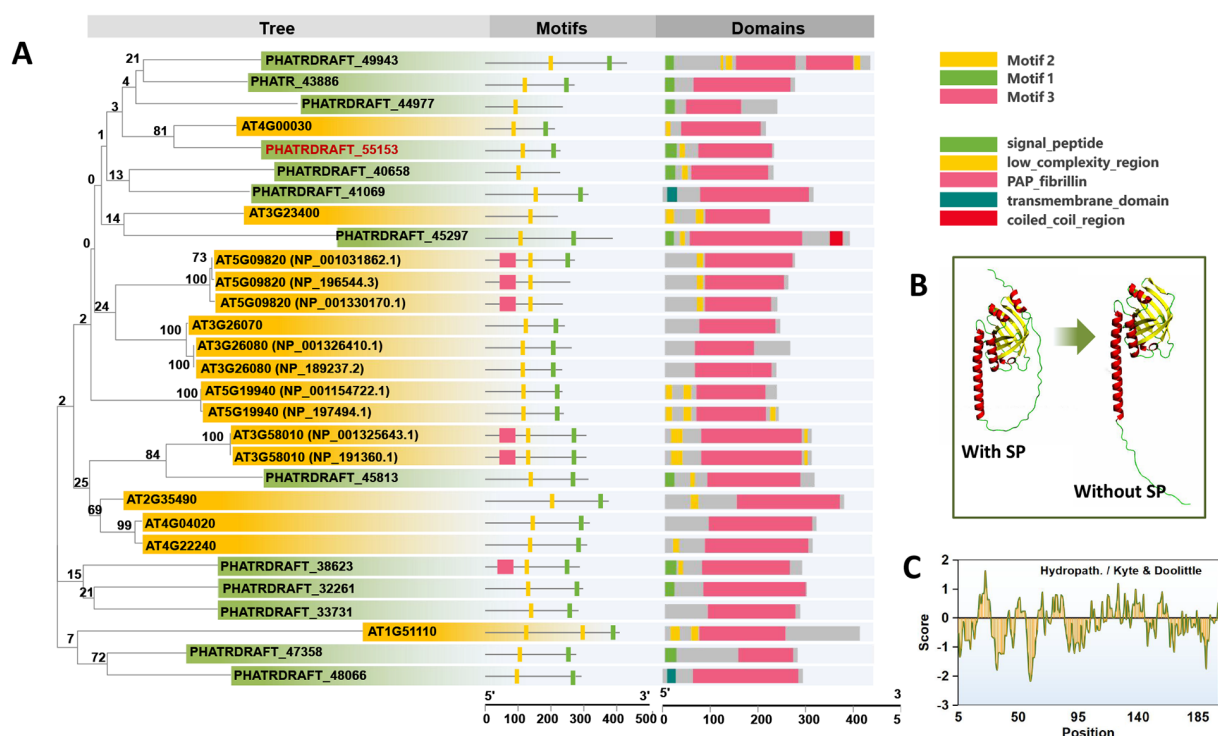 A
Tree Motifs Domains
21 PHATRDRAFT_49943
4 PHATR_43886
3 PHATRDRAFT_44977
1 81 AT4G00030
PHATRDRAFT_55153
0 13 PHATRDRAFT_40658
PHATRDRAFT_41069
14 AT3G23400
0 PHATRDRAFT_45297
73 AT5G09820 (NP_001031862.1)
100 AT5G09820 (NP_196544.3)
24 AT5G09820 (NP_001330170.1)
2 100 AT3G26070
AT3G26080 (NP_001326410.1)
100 AT3G26080 (NP_189237.2)
100 AT5G19940 (NP_001154722.1)
2 AT5G19940 (NP_197494.1)
100 AT3G58010 (NP_001325643.1)
84 AT3G58010 (NP_191360.1)
25 PHATRDRAFT_45813
69 AT2G35490
99 AT4G04020
AT4G22240
15 PHATRDRAFT_38623
21 PHATRDRAFT_32261
PHATRDRAFT_33731
7 AT1G51110
72 PHATRDRAFT_47358
PHATRDRAFT_48066
5' 3' 5' 3
0 100 200 300 400 500 0 100 200 300 400 5
Motif 2
Motif 1
Motif 3
signal_peptide
low_complexity_region
PAP_fibrillin
transmembrane_domain
coiled_coil_region
B
With SP
Without SP
C
Hydropath. / Kyte & Doolittle
Score
2
1
0
-1
-2
-3
5 50 95 140 185
Position